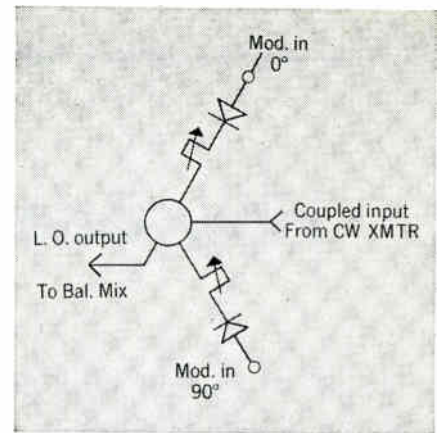 Mod. in
0°
Coupled input
From CW XMTR
L. O. output
To Bal. Mix
Mod. in
90°